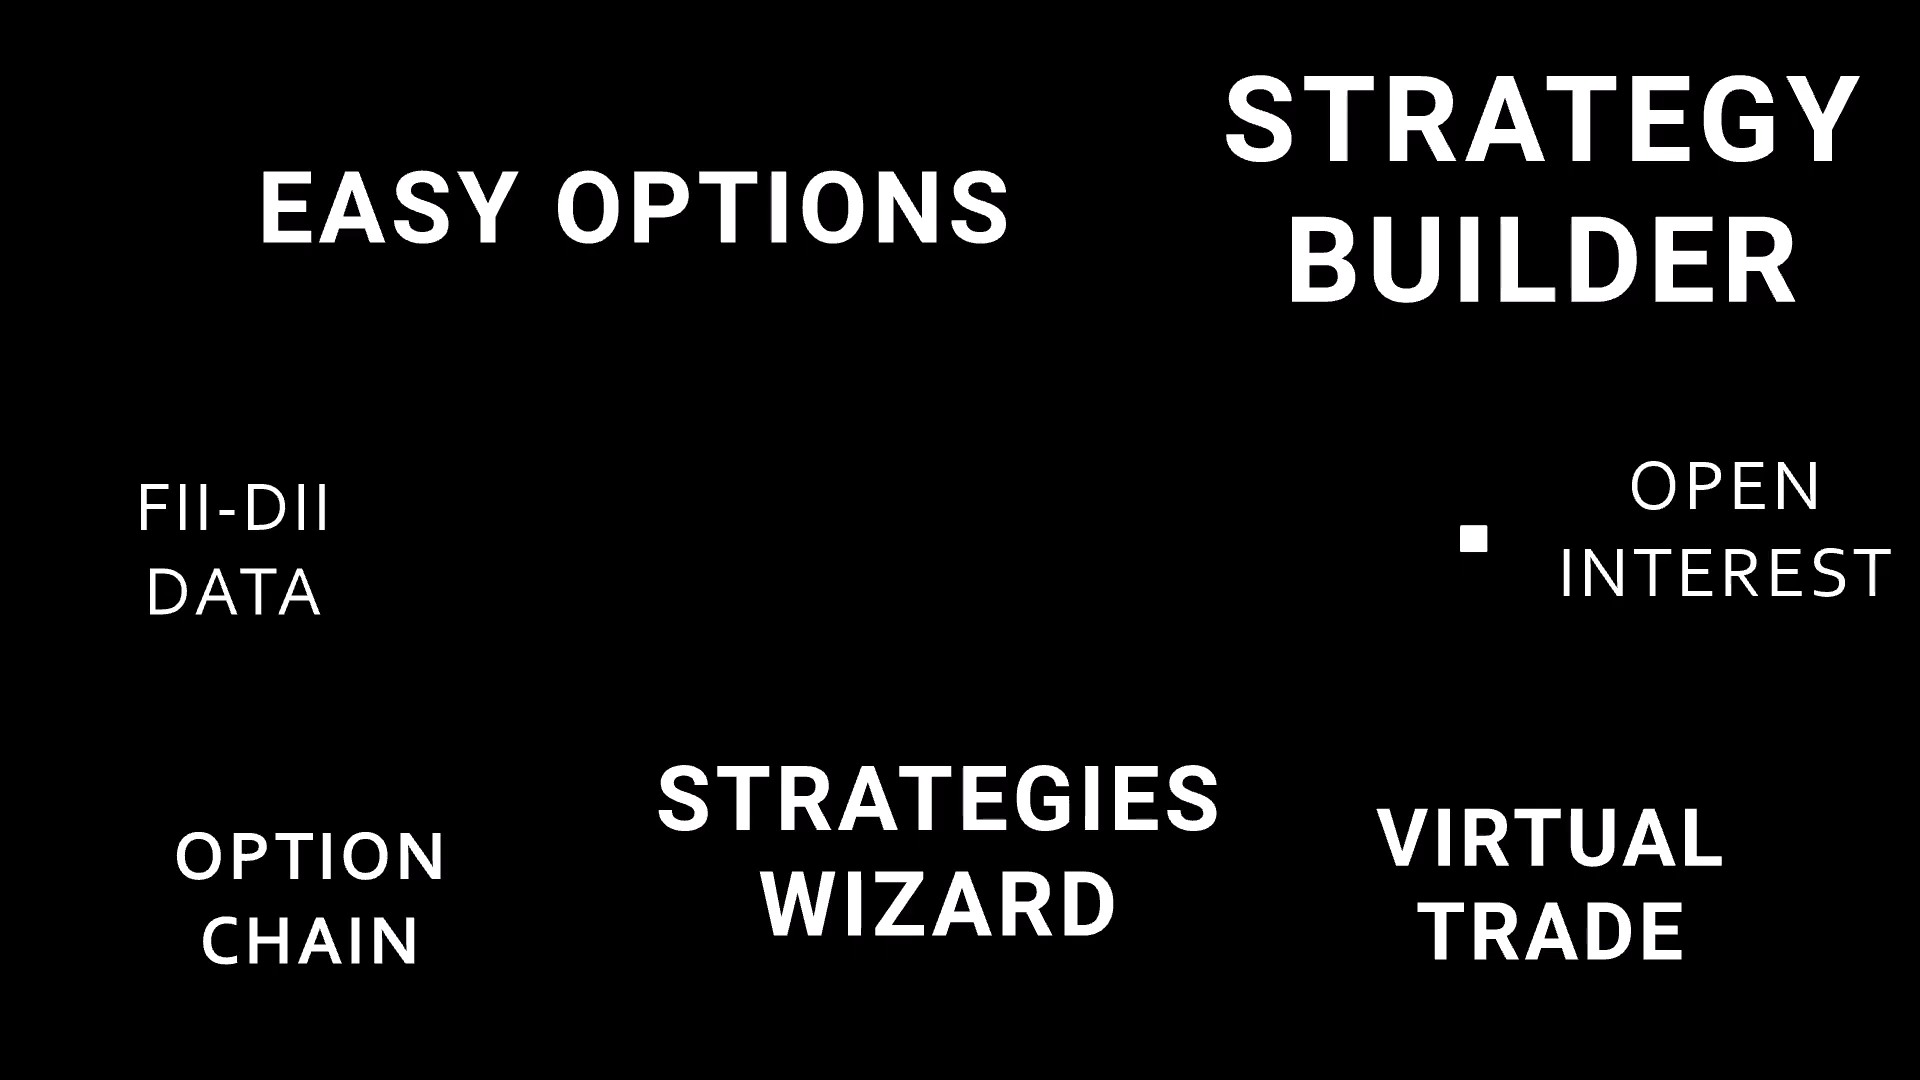 EASY OPTIONS
STRATEGY
BUILDER
FII-DII
DATA
OPEN
INTEREST
OPTION
CHAIN
STRATEGIES
WIZARD
VIRTUAL
TRADE